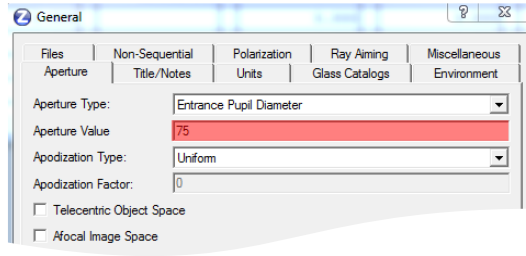 General
Files Non-Sequential Polarization Ray Aiming Miscellaneous
Aperture Title/Notes Units Glass Catalogs Environment
Aperture Type: Entrance Pupil Diameter
Aperture Value 75
Apodization Type: Uniform
Apodization Factor: 0
Telecentric Object Space
Afocal Image Space